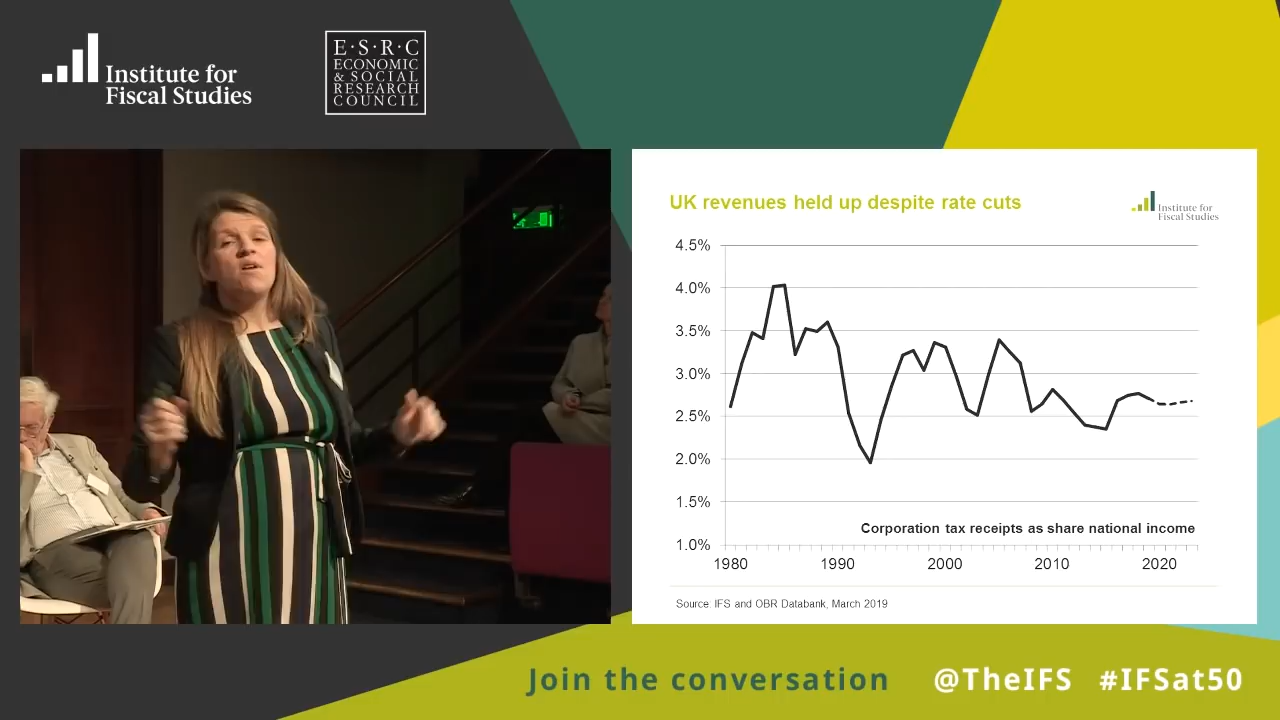 Institute for
Fiscal Studies
E·S·R·C
ECONOMIC
& SOCIAL
RESEARCH
COUNCIL
UK revenues held up despite rate cuts
Institute for
Fiscal Studies
4.5%
4.0%
3.5%
3.0%
2.5%
2.0%
1.5%
1.0%
Corporation tax receipts as share national income
1980 1990 2000 2010 2020
Source: IFS and OBR Databank, March 2019
Join the conversation @TheIFS #IFSat50